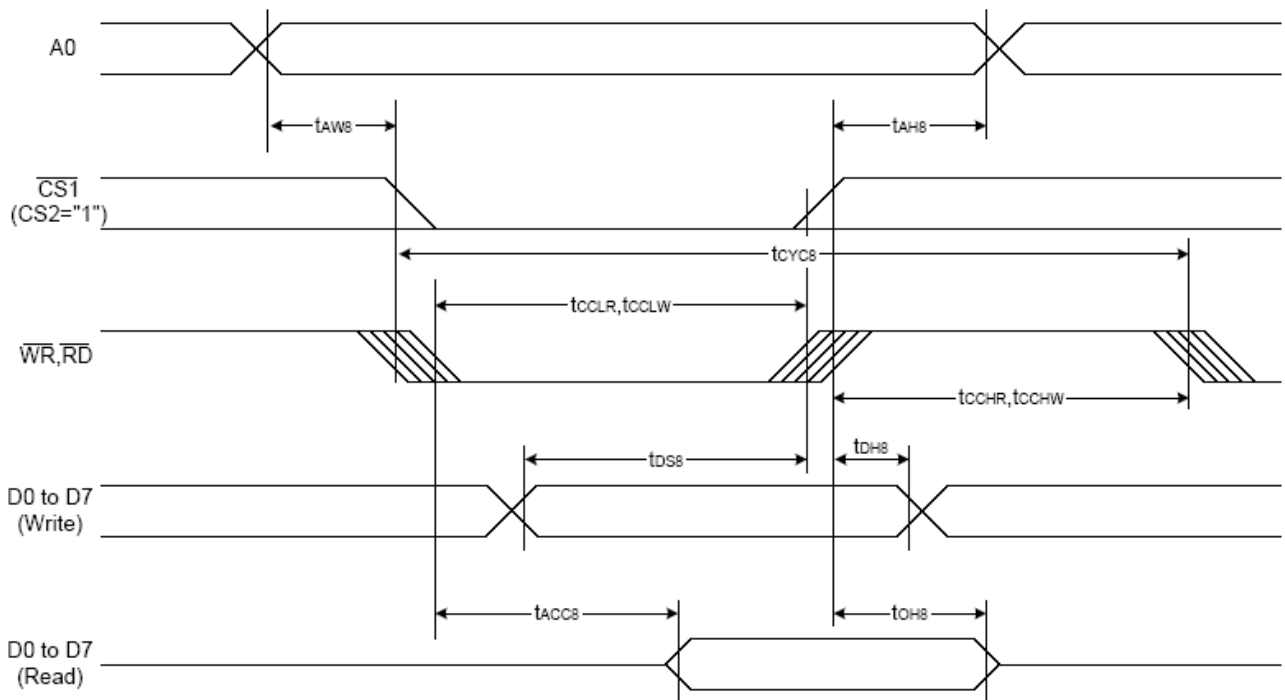 A0
tAW8
tAH8
CS1
(CS2="1")
tCYC8
tCCLR,tCCLW
WR,RD
tCCHR,tCCHW
tDS8
tDH8
D0 to D7
(Write)
tACC8
tOH8
D0 to D7
(Read)